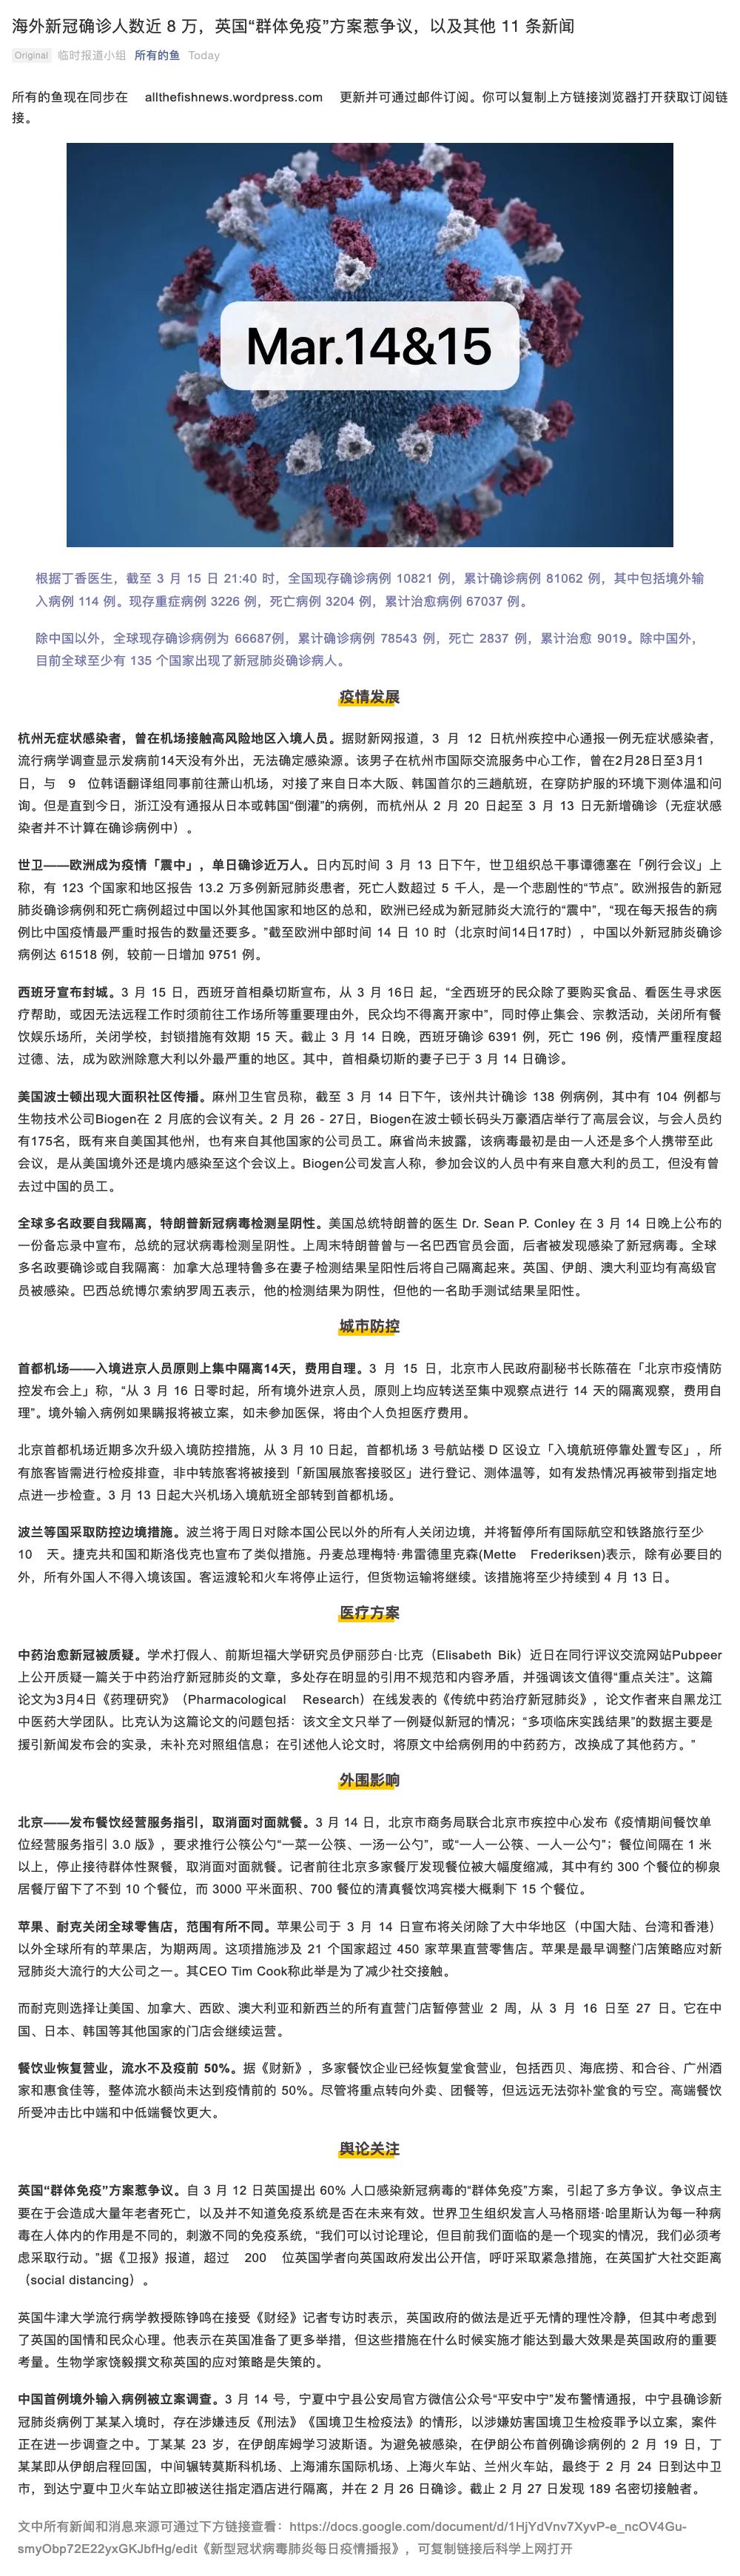 海外新冠确诊人数近 8 万，英国“群体免疫”方案惹争议，以及其他 11 条新闻
Original 临时报道小组 所有的鱼 Today
所有的鱼现在同步在 allthefishnews.wordpress.com 更新并可通过邮件订阅。你可以复制上方链接浏览器打开获取订阅链
接。
Mar.14&15
根据丁香医生，截至 3 月 15 日 21:40 时，全国现存确诊病例 10821 例，累计确诊病例 81062 例，其中包括境外输
入病例 114 例。现存重症病例 3226 例，死亡病例 3204 例，累计治愈病例 67037 例。
除中国以外，全球现存确诊病例为 66687例，累计确诊病例 78543 例，死亡 2837 例，累计治愈 9019。除中国外，
目前全球至少有 135 个国家出现了新冠肺炎确诊病人。
疫情发展
杭州无症状感染者，曾在机场接触高风险地区入境人员。据财新网报道，3 月 12 日杭州疾控中心通报一例无症状感染者，
流行病学调查显示发病前14天没有外出，无法确定感染源。该男子在杭州市国际交流服务中心工作，曾在2月28日至3月1
日，与 9 位韩语翻译组同事前往萧山机场，对接了来自日本大阪、韩国首尔的三趟航班，在穿防护服的环境下测体温和问
询。但是直到今日，浙江没有通报从日本或韩国“倒灌”的病例，而杭州从 2 月 20 日起至 3 月 13 日无新增确诊（无症状感
染者并不计算在确诊病例中）。
世卫——欧洲成为疫情「震中」，单日确诊近万人。日内瓦时间 3 月 13 日下午，世卫组织总干事谭德塞在「例行会议」上
称，有 123 个国家和地区报告 13.2 万多例新冠肺炎患者，死亡人数超过 5 千人，是一个悲剧性的“节点”。欧洲报告的新冠
肺炎确诊病例和死亡病例超过中国以外其他国家和地区的总和，欧洲已经成为新冠肺炎大流行的“震中”，“现在每天报告的病
例比中国疫情最严重时报告的数量还要多。”截至欧洲中部时间 14 日 10 时（北京时间14日17时），中国以外新冠肺炎确诊
病例达 61518 例，较前一日增加 9751 例。
西班牙宣布封城。3 月 15 日，西班牙首相桑切斯宣布，从 3 月 16日 起，“全西班牙的民众除了要购买食品、看医生寻求医
疗帮助，或因无法远程工作时须前往工作场所等重要理由外，民众均不得离开家中”，同时停止集会、宗教活动，关闭所有餐
饮娱乐场所，关闭学校，封锁措施有效期 15 天。截止 3 月 14 日晚，西班牙确诊 6391 例，死亡 196 例，疫情严重程度超
过德、法，成为欧洲除意大利以外最严重的地区。其中，首相桑切斯的妻子已于 3 月 14 日确诊。
美国波士顿出现大面积社区传播。麻州卫生官员称，截至 3 月 14 日下午，该州共计确诊 138 例病例，其中有 104 例都与
生物技术公司Biogen在 2 月底的会议有关。2 月 26 - 27日，Biogen在波士顿长码头万豪酒店举行了高层会议，与会人员约
有175名，既有来自美国其他州，也有来自其他国家的公司员工。麻省尚未披露，该病毒最初是由一人还是多个人携带至此
会议，是从美国境外还是境内感染至这个会议上。Biogen公司发言人称，参加会议的人员中有来自意大利的员工，但没有曾
去过中国的员工。
全球多名政要自我隔离，特朗普新冠病毒检测呈阴性。美国总统特朗普的医生 Dr. Sean P. Conley 在 3 月 14 日晚上公布的
一份备忘录中宣布，总统的冠状病毒检测呈阴性。上周末特朗普曾与一名巴西官员会面，后者被发现感染了新冠病毒。全球
多名政要确诊或自我隔离：加拿大总理特鲁多在妻子检测结果呈阳性后将自己隔离起来。英国、伊朗、澳大利亚均有高级官
员被感染。巴西总统博尔索纳罗周五表示，他的检测结果为阴性，但他的一名助手测试结果呈阳性。
城市防控
首都机场——入境进京人员原则上集中隔离14天，费用自理。3 月 15 日，北京市人民政府副秘书长陈蓓在「北京市疫情防
控发布会上」称，“从 3 月 16 日零时起，所有境外进京人员，原则上均应转送至集中观察点进行 14 天的隔离观察，费用自
理”。境外输入病例如果瞒报将被立案，如未参加医保，将由个人负担医疗费用。
北京首都机场近期多次升级入境防控措施，从 3 月 10 日起，首都机场 3 号航站楼 D 区设立「入境航班停靠处置专区」，所
有旅客皆需进行检疫排查，非中转旅客将被接到「新国展旅客接驳区」进行登记、测体温等，如有发热情况再被带到指定地
点进一步检查。3 月 13 日起大兴机场入境航班全部转到首都机场。
波兰等国采取防控边境措施。波兰将于周日对除本国公民以外的所有人关闭边境，并将暂停所有国际航空和铁路旅行至少
10 天。捷克共和国和斯洛伐克也宣布了类似措施。丹麦总理梅特·弗雷德里克森(Mette Frederiksen)表示，除有必要目的
外，所有外国人不得入境该国。客运渡轮和火车将停止运行，但货物运输将继续。该措施将至少持续到 4 月 13 日。
医疗方案
中药治愈新冠被质疑。学术打假人、前斯坦福大学研究员伊丽莎白·比克（Elisabeth Bik）近日在同行评议交流网站Pubpeer
上公开质疑一篇关于中药治疗新冠肺炎的文章，多处存在明显的引用不规范和内容矛盾，并强调该文值得“重点关注”。这篇
论文为3月4日《药理研究》（Pharmacological Research）在线发表的《传统中药治疗新冠肺炎》，论文作者来自黑龙江
中医药大学团队。比克认为这篇论文的问题包括：该文全文只举了一例疑似新冠的情况；“多项临床实践结果”的数据主要是
援引新闻发布会的实录，未补充对照组信息；在引述他人论文时，将原文中给病例用的中药药方，改换成了其他药方。”
外围影响
北京——发布餐饮经营服务指引，取消面对面就餐。3 月 14 日，北京市商务局联合北京市疾控中心发布《疫情期间餐饮单
位经营服务指引 3.0 版》，要求推行公筷公勺“一菜一公筷、一汤一公勺”，或“一人一公筷、一人一公勺”；餐位间隔在 1 米
以上，停止接待群体性聚餐，取消面对面就餐。记者前往北京多家餐厅发现餐位被大幅度缩减，其中有约 300 个餐位的柳泉
居餐厅留下了不到 10 个餐位，而 3000 平米面积、700 餐位的清真餐饮鸿宾楼大概剩下 15 个餐位。
苹果、耐克关闭全球零售店，范围有所不同。苹果公司于 3 月 14 日宣布将关闭除了大中华地区（中国大陆、台湾和香港）
以外全球所有的苹果店，为期两周。这项措施涉及 21 个国家超过 450 家苹果直营零售店。苹果是最早调整门店策略应对新
冠肺炎大流行的大公司之一。其CEO Tim Cook称此举是为了减少社交接触。
而耐克则选择让美国、加拿大、西欧、澳大利亚和新西兰的所有直营门店暂停营业 2 周，从 3 月 16 日至 27 日。它在中
国、日本、韩国等其他国家的门店会继续运营。
餐饮业恢复营业，流水不及疫前 50%。据《财新》，多家餐饮企业已经恢复堂食营业，包括西贝、海底捞、和合谷、广州酒
家和惠食佳等，整体流水额尚未达到疫情前的 50%。尽管将重点转向外卖、团餐等，但远远无法弥补堂食的亏空。高端餐饮
所受冲击比中端和中低端餐饮更大。
舆论关注
英国“群体免疫”方案惹争议。自 3 月 12 日英国提出 60% 人口感染新冠病毒的“群体免疫”方案，引起了多方争议。争议点主
要在于会造成大量年老者死亡，以及并不知道免疫系统是否在未来有效。世界卫生组织发言人马格丽塔·哈里斯认为每一种病
毒在人体内的作用是不同的，刺激不同的免疫系统，“我们可以讨论理论，但目前我们面临的是一个现实的情况，我们必须考
虑采取行动。”据《卫报》报道，超过 200 位英国学者向英国政府发出公开信，呼吁采取紧急措施，在英国扩大社交距离
（social distancing）。
英国牛津大学流行病学教授陈铮鸣在接受《财经》记者专访时表示，英国政府的做法是近乎无情的理性冷静，但其中考虑到
了英国的国情和民众心理。他表示在英国准备了更多举措，但这些措施在什么时候实施才能达到最大效果是英国政府的重要
考量。生物学家饶毅撰文称英国的应对策略是失策的。
中国首例境外输入病例被立案调查。3 月 14 号，宁夏中宁县公安局官方微信公众号“平安中宁”发布警情通报，中宁县确诊新
冠肺炎病例丁某某入境时，存在涉嫌违反《刑法》《国境卫生检疫法》的情形，以涉嫌妨害国境卫生检疫罪予以立案，案件
正在进一步调查之中。丁某某 23 岁，在伊朗库姆学习波斯语。为避免被感染，在伊朗公布首例确诊病例的 2 月 19 日，丁
某某即从伊朗启程回国，中间辗转莫斯科机场、上海浦东国际机场、上海火车站、兰州火车站，最终于 2 月 24 日到达中卫
市，到达宁夏中卫火车站立即被送往指定酒店进行隔离，并在 2 月 26 日确诊。截止 2 月 27 日发现 189 名密切接触者。
文中所有新闻和消息来源可通过下方链接查看：https://docs.google.com/document/d/1HjYdVnv7XyvP-e_ncOV4Gu-
smyObp72E22yxGKJbfHg/edit《新型冠状病毒肺炎每日疫情播报》，可复制链接后科学上网打开